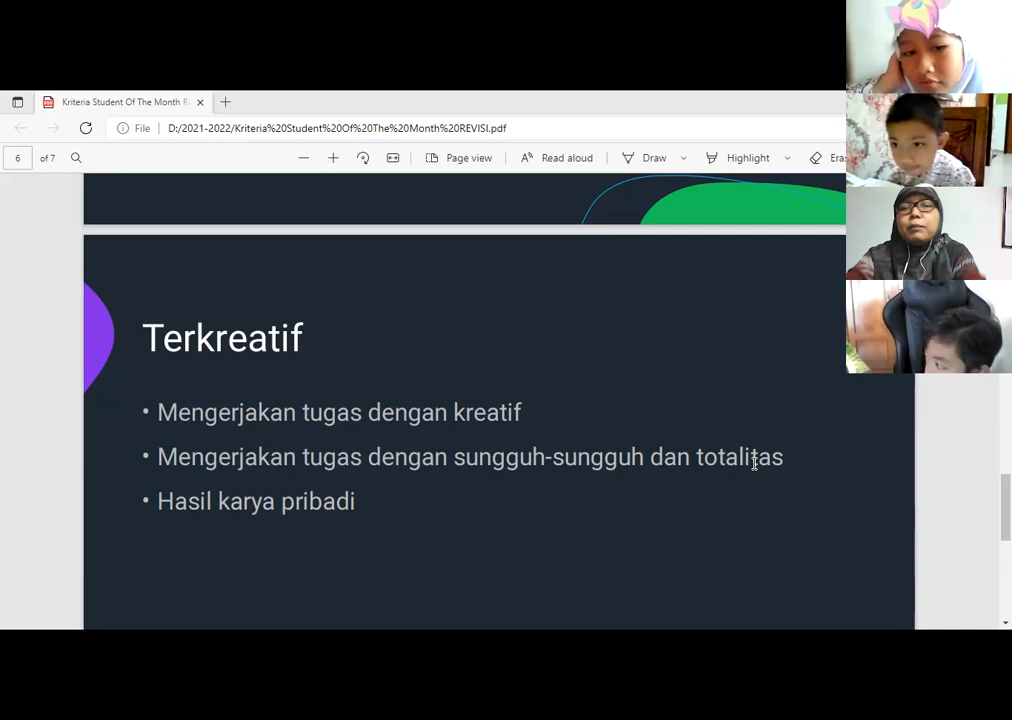 Kriteria Student Of The Month R
File D:/2021-2022/Kriteria%20Student%20Of%20The%20Month%20REVISI.pdf
6 of 7 Page view Read aloud Draw Highlight Eras
Terkreatif
• Mengerjakan tugas dengan kreatif
• Mengerjakan tugas dengan sungguh-sungguh dan totalitas
• Hasil karya pribadi